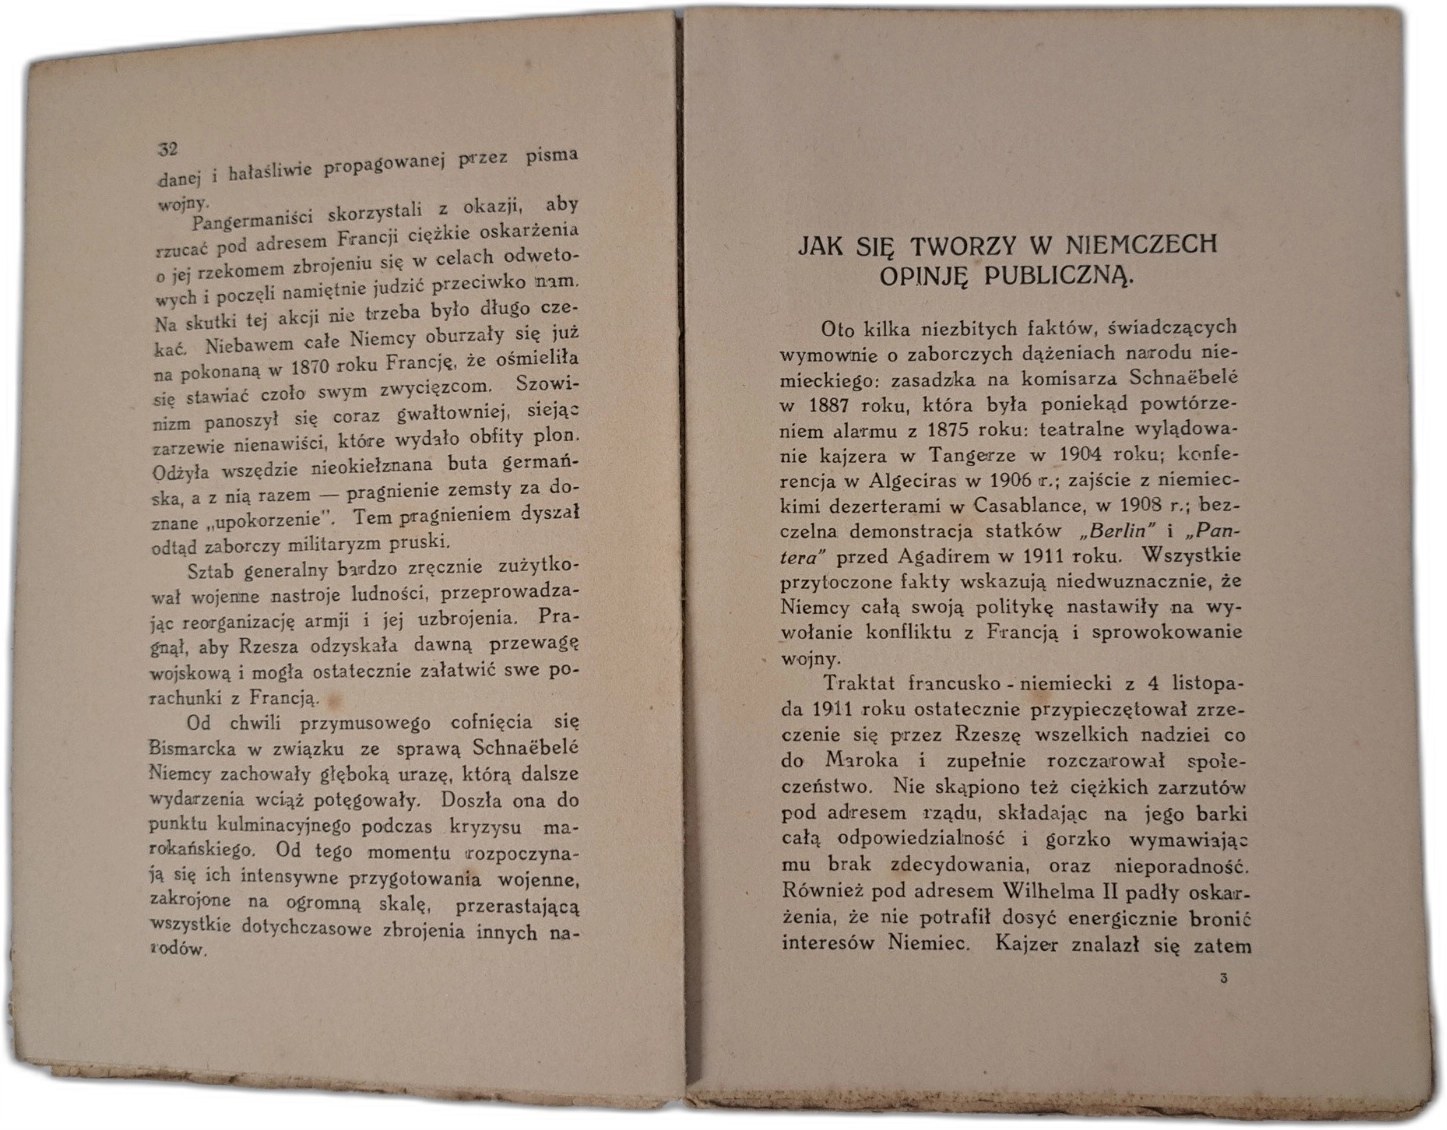 32
danej i hałaśliwie propagowanej przez pisma
wojny.
Pangermaniści skorzystali z okazji, aby
rzucać pod adresem Francji ciężkie oskarżenia
o jej rzekomem zbrojeniu się w celach odweto-
wych i poczęli namiętnie judzić przeciwko nam.
Na skutki tej akcji nie trzeba było długo cze-
kać. Niebawem całe Niemcy oburzały się już
na pokonaną w 1870 roku Francję, że ośmieliła
się stawiać czoło swym zwycięzcom. Szowi-
nizm panoszył się coraz gwałtowniej, siejąc
zarzewie nienawiści, które wydało obfity plon.
Odżyła wszędzie nieokiełznana buta germań-
ska, a z nią razem — pragnienie zemsty za do-
znane „upokorzenie". Tem pragnieniem dyszał
odtąd zaborczy militaryzm pruski.
Sztab generalny bardzo zręcznie zużytko-
wał wojenne nastroje ludności, przeprowadza-
jąc reorganizację armji i jej uzbrojenia. Pra-
gnął, aby Rzesza odzyskała dawną przewagę
wojskową i mogła ostatecznie załatwić swe po-
rachunki z Francją.
Od chwili przymusowego cofnięcia się
Bismarcka w związku ze sprawą Schnaëbelé
Niemcy zachowały głęboką urazę, którą dalsze
wydarzenia wciąż potęgowały. Doszła ona do
punktu kulminacyjnego podczas kryzysu ma-
rokańskiego. Od tego momentu rozpoczyna-
ją się ich intensywne przygotowania wojenne,
zakrojone na ogromną skalę, przerastającą
wszystkie dotychczasowe zbrojenia innych na-
rodów.
JAK SIĘ TWORZY W NIEMCZECH
OPINJĘ PUBLICZNĄ.
Oto kilka niezbitych faktów, świadczących
wymownie o zaborczych dążeniach narodu nie-
mieckiego: zasadzka na komisarza Schnaëbelé
w 1887 roku, która była poniekąd powtórze-
niem alarmu z 1875 roku: teatralne wylądowa-
nie kajzera w Tangerze w 1904 roku; konfe-
rencja w Algeciras w 1906 r.; zajście z niemiec-
kimi dezerterami w Casablance, w 1908 r.; bez-
czelna demonstracja statków „Berlin" i „Pan-
tera" przed Agadirem w 1911 roku. Wszystkie
przytoczone fakty wskazują niedwuznacznie, że
Niemcy całą swoją politykę nastawiły na wy-
wołanie konfliktu z Francją i sprowokowanie
wojny.
Traktat francusko - niemiecki z 4 listopa-
da 1911 roku ostatecznie przypieczętował zrze-
czenie się przez Rzeszę wszelkich nadziei co
do Maroka i zupełnie rozczarował społe-
czeństwo. Nie skąpiono też ciężkich zarzutów
pod adresem rządu, składając na jego barki
całą odpowiedzialność i gorzko wymawiając
mu brak zdecydowania, oraz nieporadność.
Również pod adresem Wilhelma II padły oskar-
żenia, że nie potrafił dosyć energicznie bronić
interesów Niemiec. Kajzer znalazł się zatem
3